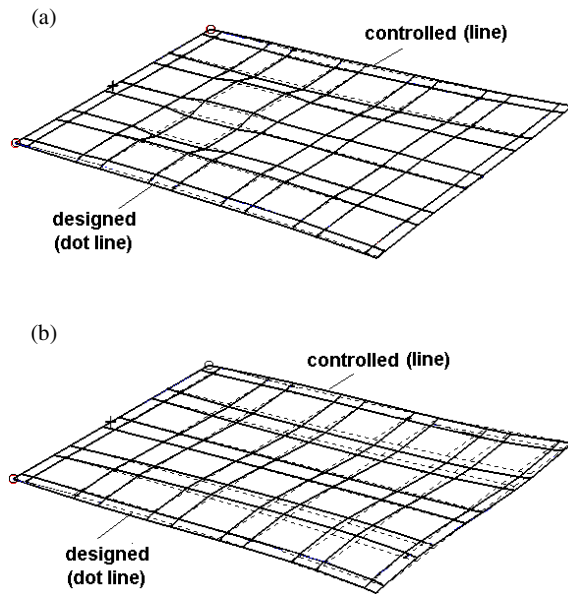 (a)
controlled (line)
designed
(dot line)
(b)
controlled (line)
designed
(dot line)